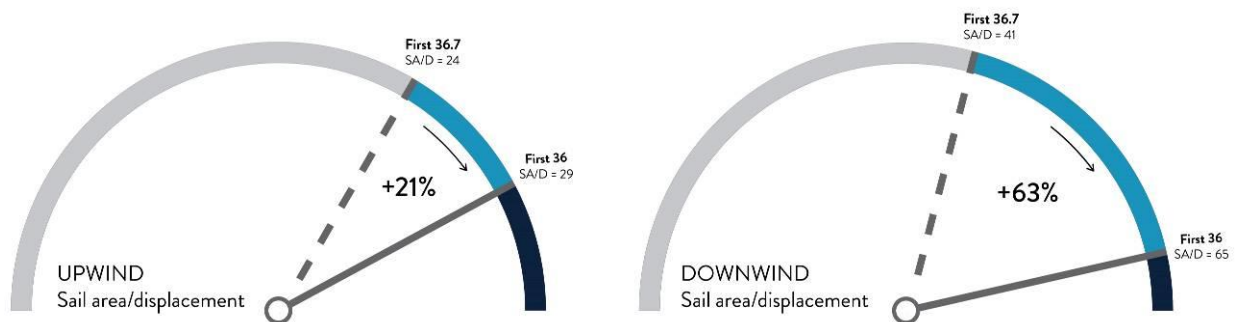 First 36.7
SA/D = 24
First 36
SA/D = 29
+21%
UPWIND
Sail area/displacement
First 36.7
SA/D = 41
+63%
First 36
SA/D = 65
DOWNWIND
Sail area/displacement